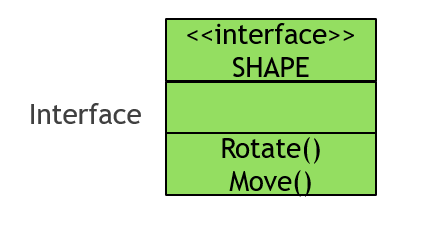 <<interface>>
SHAPE
Interface
Rotate()
Move()